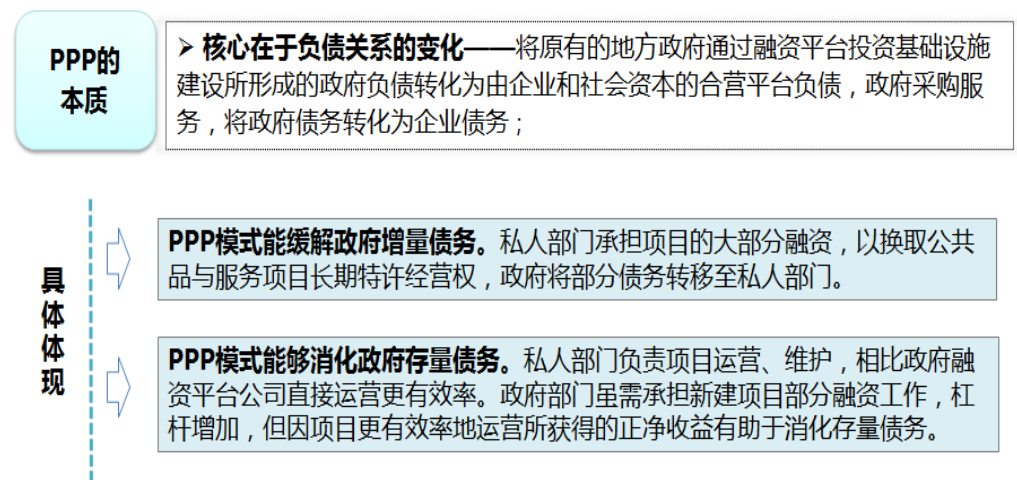 PPP的
本质
➢ 核心在于负债关系的变化——将原有的地方政府通过融资平台投资基础设施
建设所形成的政府负债转化为由企业和社会资本的合营平台负债，政府采购服
务，将政府债务转化为企业债务；
具
体
体
现
PPP模式能缓解政府增量债务。私人部门承担项目的大部分融资，以换取公共
品与服务项目长期特许经营权，政府将部分债务转移至私人部门。
PPP模式能够消化政府存量债务。私人部门负责项目运营、维护，相比政府融
资平台公司直接运营更有效率。政府部门虽需承担新建项目部分融资工作，杠
杆增加，但因项目更有效率地运营所获得的正净收益有助于消化存量债务。